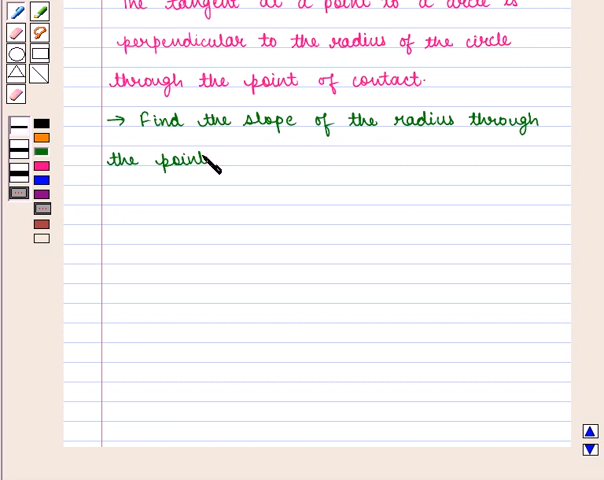 The tangent at a point to a circle is
perpendicular to the radius of the circle
through the point of contact.
→ Find the slope of the radius through
the point